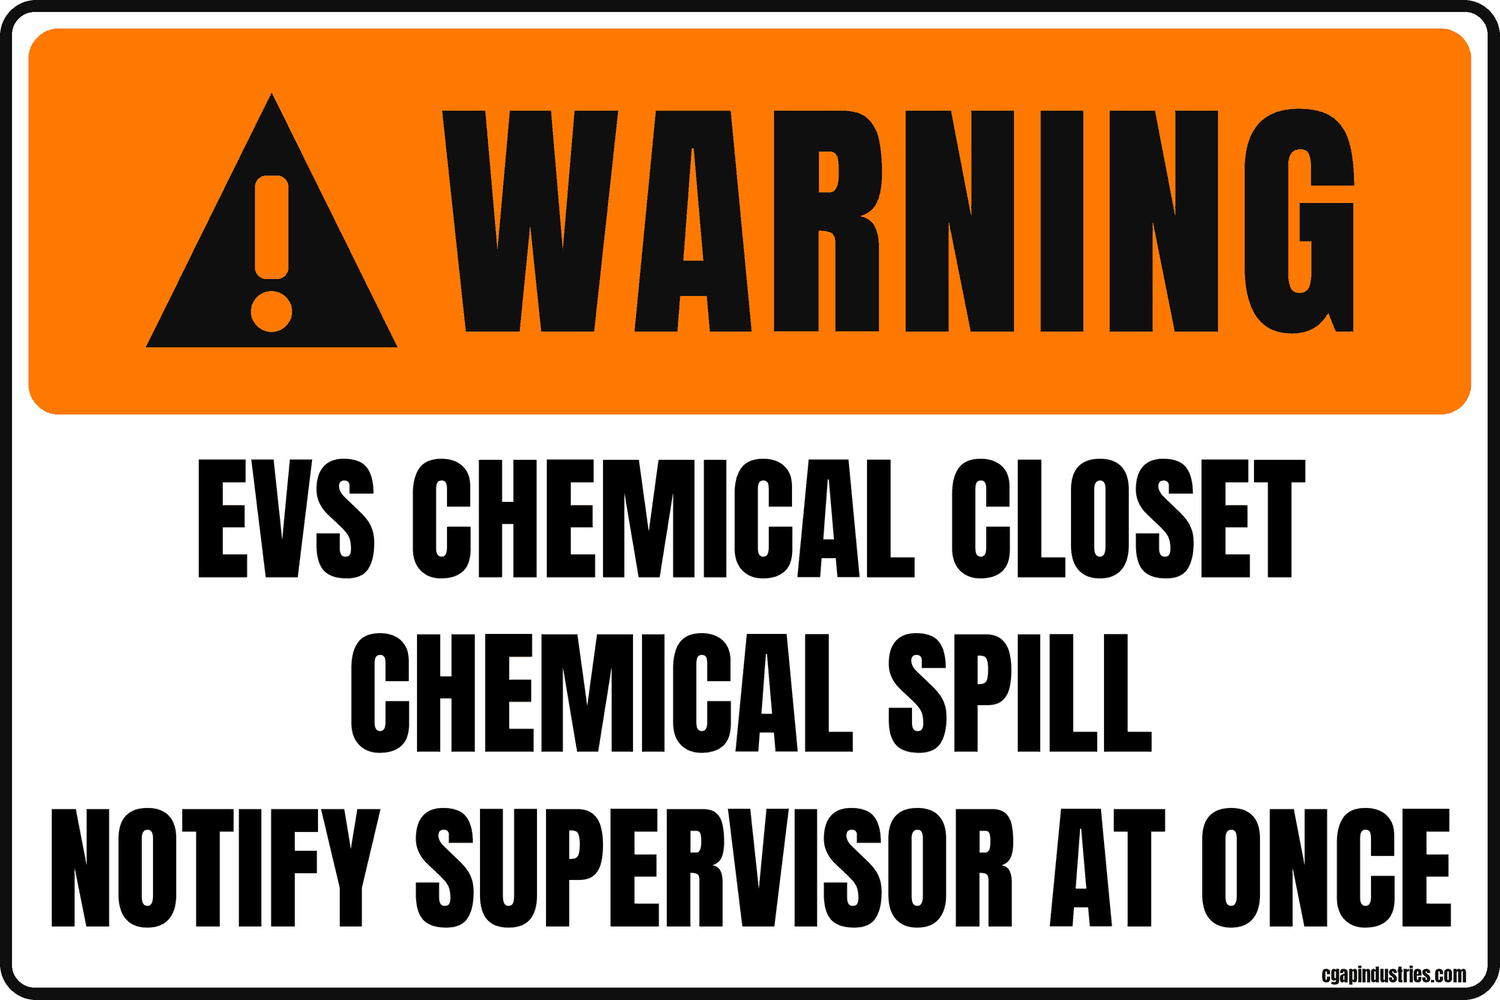 WARNING
EVS CHEMICAL CLOSET
CHEMICAL SPILL
NOTIFY SUPERVISOR AT ONCE
cgapindustries.com